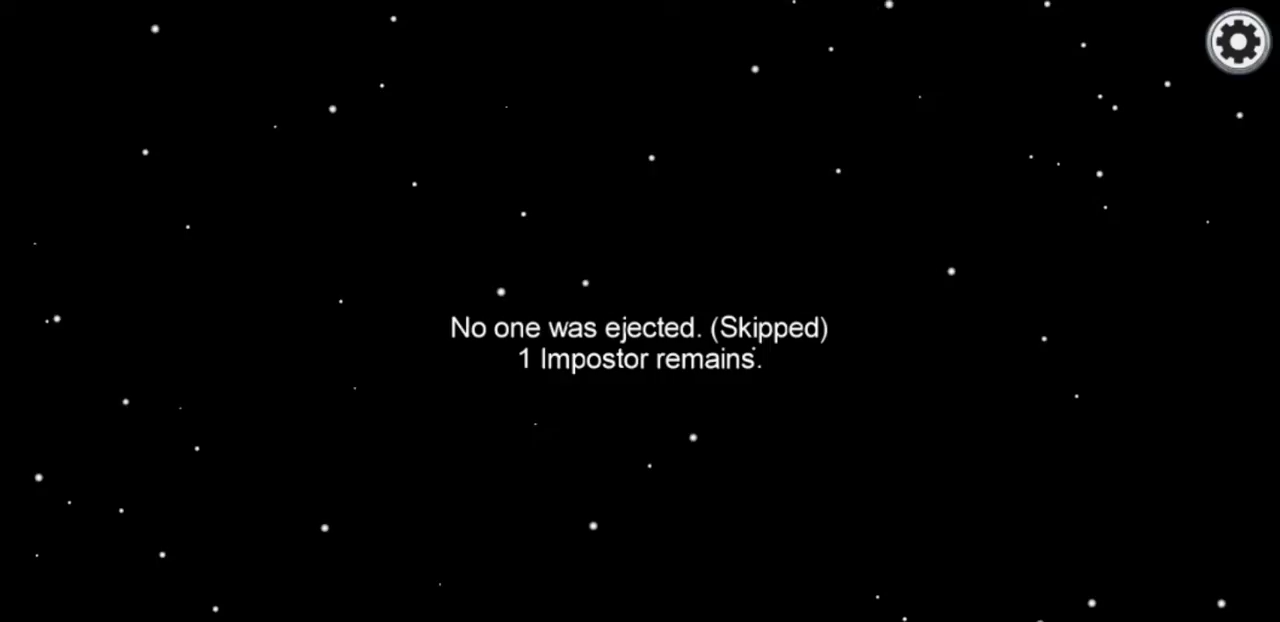 No one was ejected. (Skipped)
1 Impostor remains.